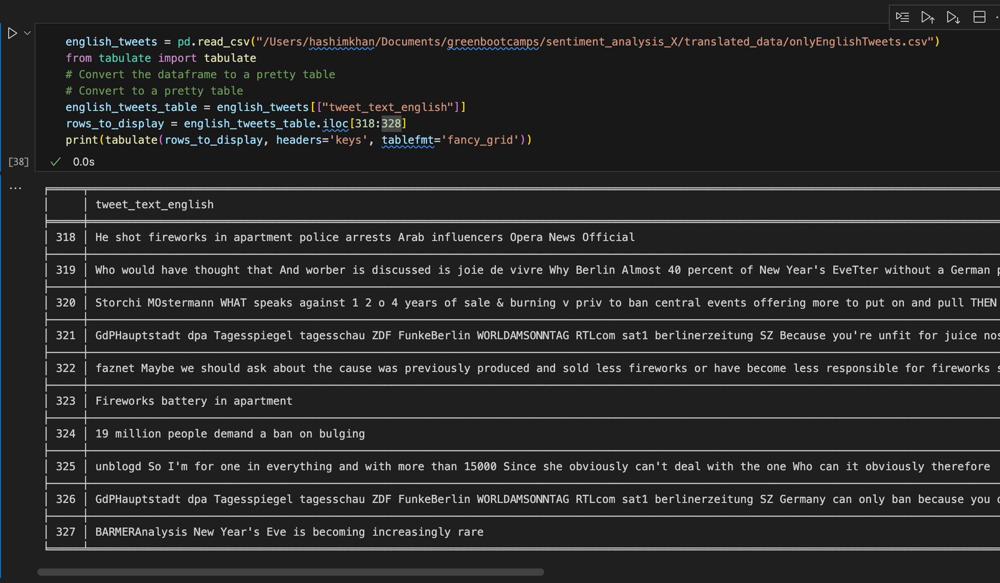 english_tweets = pd.read_csv("/Users/hashimkhan/Documents/greenbootcamps/sentiment_analysis_X/translated_data/onlyEnglishTweets.csv")
from tabulate import tabulate
# Convert the dataframe to a pretty table
# Convert to a pretty table
english_tweets_table = english_tweets[["tweet_text_english"]]
rows_to_display = english_tweets_table.iloc[318:328]
print(tabulate(rows_to_display, headers='keys', tablefmt='fancy_grid'))
[38] 0.0s
tweet_text_english
318 He shot fireworks in apartment police arrests Arab influencers Opera News Official
319 Who would have thought that And worber is discussed is joie de vivre Why Berlin Almost 40 percent of New Year's EveTter without a German
320 Storchi MOstermann WHAT speaks against 1 2 o 4 years of sale & burning v priv to ban central events offering more to put on and pull THEN
321 GdPHauptstadt dpa Tagesspiegel tagesschau ZDF FunkeBerlin WORLDAMSONNTAG RTLcom sat1 berlinerzeitung SZ Because you're unfit for juice
322 faznet Maybe we should ask about the cause was previously produced and sold less fireworks or have become less responsible for fireworks
323 Fireworks battery in apartment
324 19 million people demand a ban on bulging
325 unblogd So I'm for one in everything and with more than 15000 Since she obviously can't deal with the one Who can it obviously therefore
326 GdPHauptstadt dpa Tagesspiegel tagesschau ZDF FunkeBerlin WORLDAMSONNTAG RTLcom sat1 berlinerzeitung SZ Germany can only ban because you
327 BARMERAnalysis New Year's Eve is becoming increasingly rare